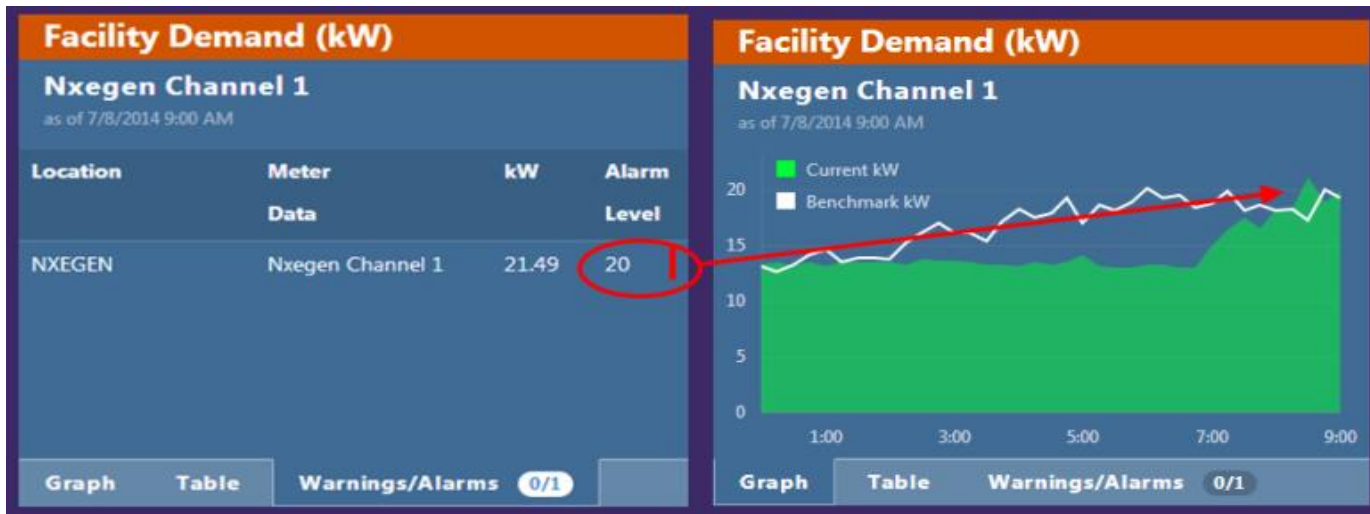 Facility Demand (kW)
Nxegen Channel 1
as of 7/8/2014 9:00 AM
Location Meter Data kW Alarm Level
NXEGEN Nxegen Channel 1 21.49 20
Graph Table Warnings/Alarms 0/1
Facility Demand (kW)
Nxegen Channel 1
as of 7/8/2014 9:00 AM
Current kW
Benchmark kW
20
15
10
5
0
1:00 3:00 5:00 7:00 9:00
Graph Table Warnings/Alarms 0/1